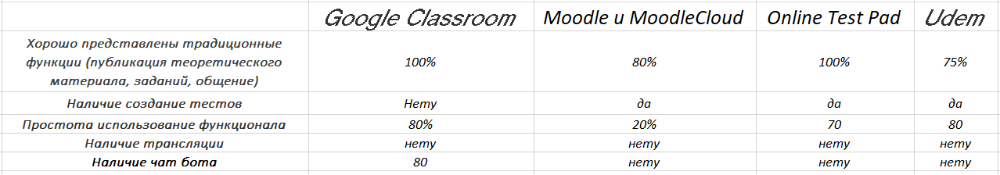 Google Classroom Moodle и MoodleCloud Online Test Pad Udem
Хорошо представлены традиционные
функции (публикация теоретического
материала, заданий, общение)
100% 80% 100% 75%
Наличие создание тестов Нету да да да
Простота использование функционала 80% 20% 70 80
Наличие трансляции нету нету нету нету
Наличие чат бота 80 нету нету нету